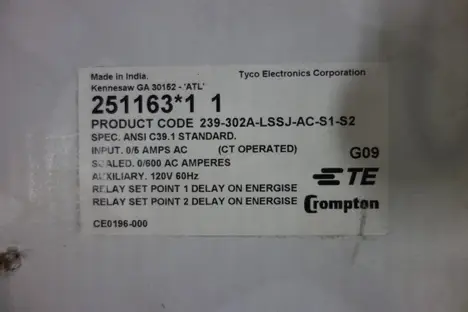 Made in India.
Tyco Electronics Corporation
Kennesaw GA 30152 - 'ATL'
251163*1 1
PRODUCT CODE 239-302A-LSSJ-AC-S1-S2
SPEC. ANSI C39.1 STANDARD.
INPUT. 0/5 AMPS AC (CT OPERATED)
G09
SCALED. 0/600 AC AMPERES
TE
AUXILIARY. 120V 60Hz
RELAY SET POINT 1 DELAY ON ENERGISE
RELAY SET POINT 2 DELAY ON ENERGISE
Crompton
CE0196-000